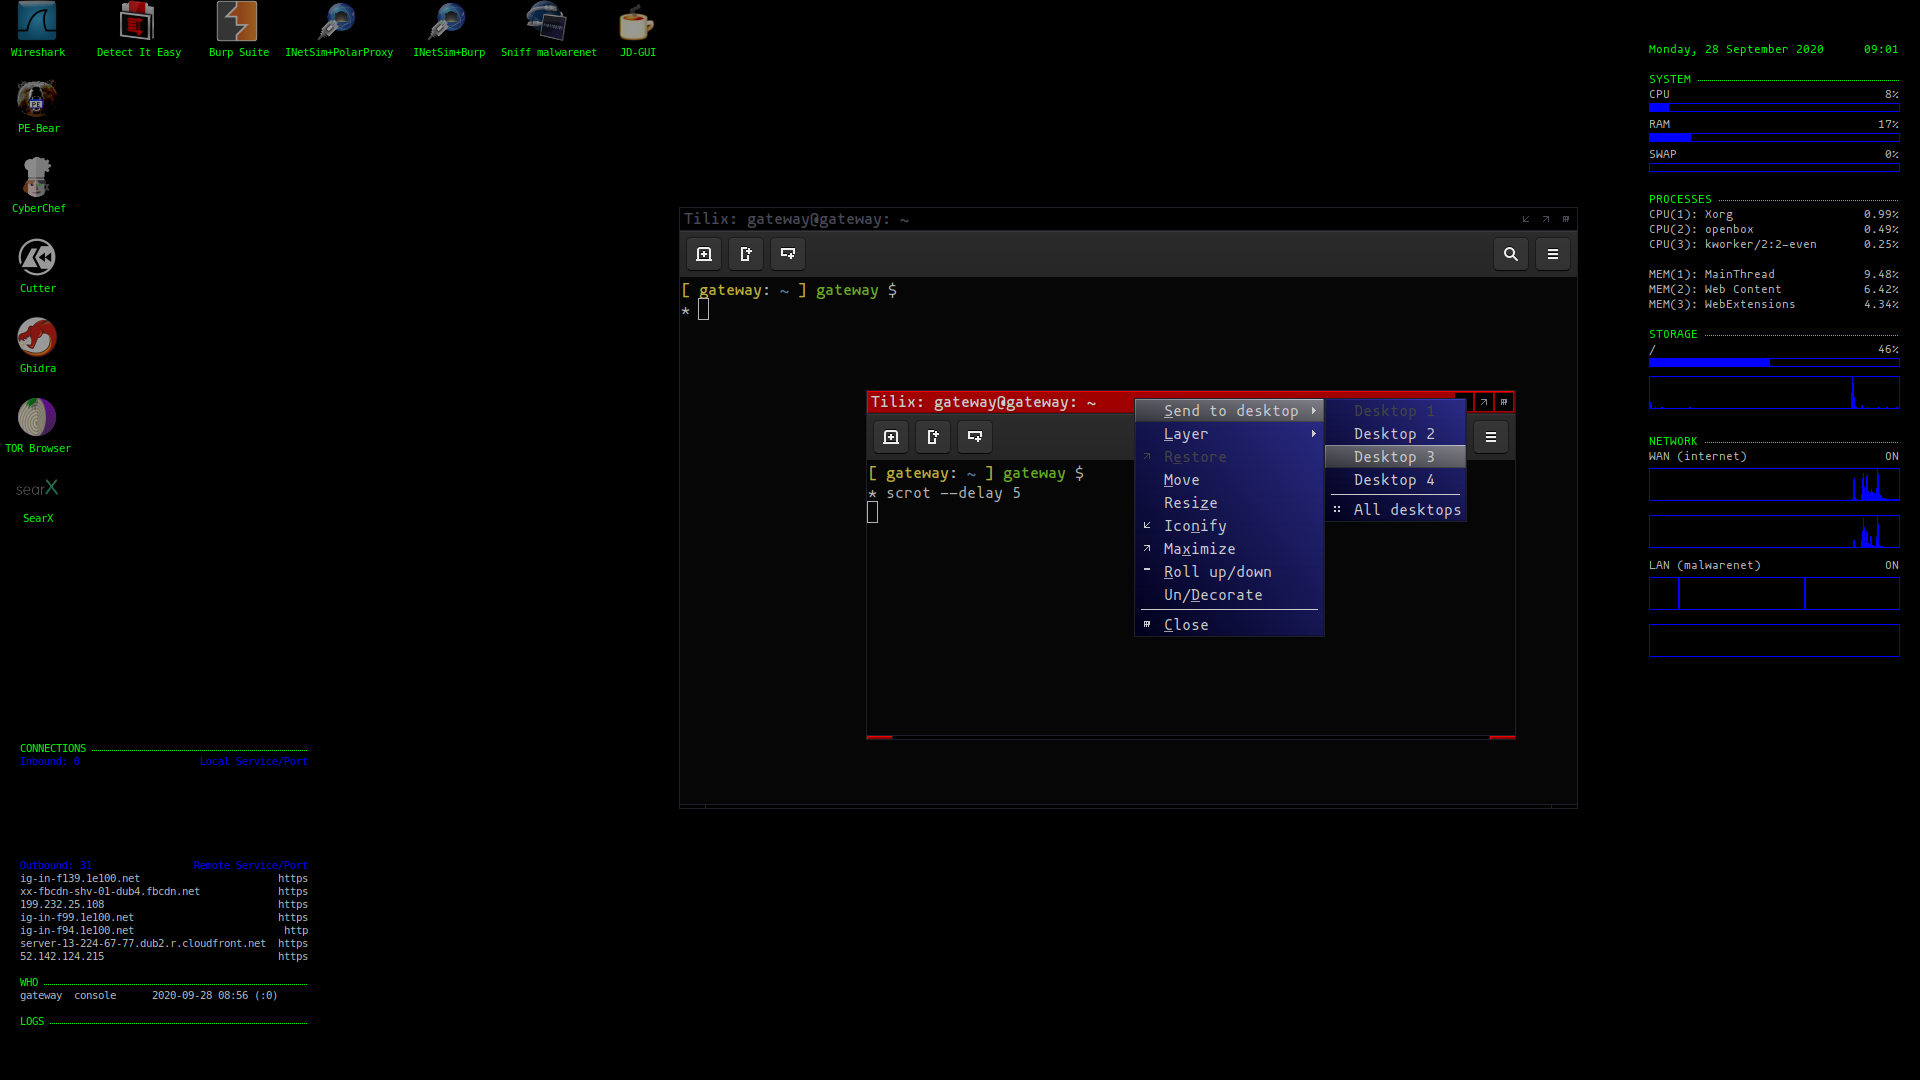 Wireshark
Detect It Easy
Burp Suite
INetSim+PolarProxy
INetSim+Burp
Sniff malwarenet
JD-GUI
PE-Bear
CyberChef
Cutter
Ghidra
TOR Browser
searX
SearX
Tilix: gateway@gateway: ~
[ gateway: ~ ] gateway $
*
Tilix: gateway@gateway: ~
[ gateway: ~ ] gateway $
* scrot --delay 5
Send to desktop
Layer
Restore
Move
Resize
Iconify
Maximize
Roll up/down
Un/Decorate
Close
Desktop 1
Desktop 2
Desktop 3
Desktop 4
All desktops
Monday, 28 September 2020 09:01
SYSTEM
CPU 8%
RAM 17%
SWAP 0%
PROCESSES
CPU(1): Xorg 0.99%
CPU(2): openbox 0.49%
CPU(3): kworker/2:2-even 0.25%
MEM(1): MainThread 9.48%
MEM(2): Web Content 6.42%
MEM(3): WebExtensions 4.34%
STORAGE
/ 46%
NETWORK
WAN (internet) ON
LAN (malwarenet) ON
CONNECTIONS
Inbound: 0 Local Service/Port
Outbound: 31 Remote Service/Port
ig-in-f139.1e100.net https
xx-fbcdn-shv-01-dub4.fbcdn.net https
199.232.25.108 https
ig-in-f99.1e100.net https
ig-in-f94.1e100.net http
server-13-224-67-77.dub2.r.cloudfront.net https
52.142.124.215 https
WHO
gateway console 2020-09-28 08:56 (:0)
LOGS